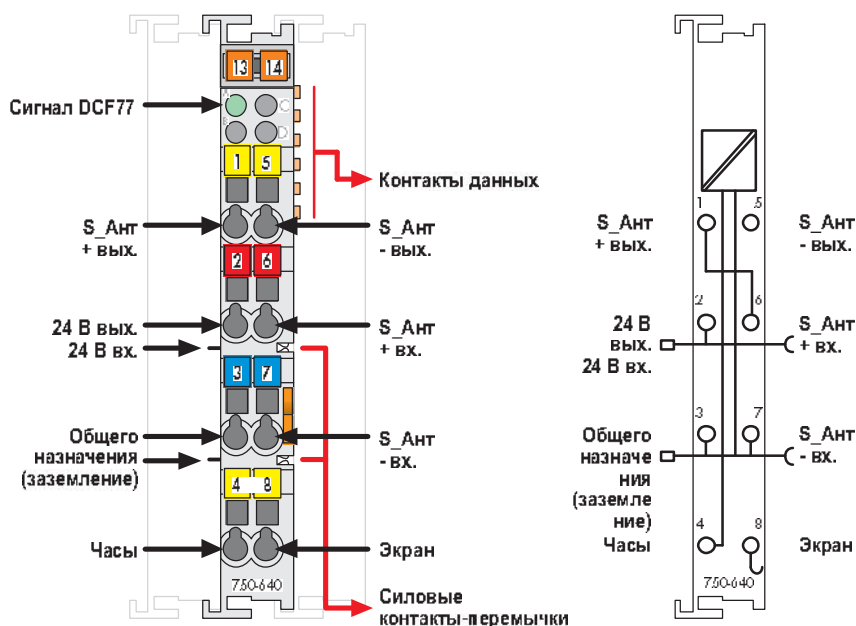 13 14
A C
Сигнал DCF77
B D
1 5
Контакты данных
S_Ант
+ вых.
S_Ант
- вых.
2 6
24 В вых.
24 В вх.
S_Ант
+ вх.
3 7
Общего
назначения
(заземление)
S_Ант
- вх.
4 8
Часы
Экран
750-640
Силовые
контакты-перемычки
1 5
S_Ант
+ вых.
S_Ант
- вых.
2 6
24 В
вых.
24 В вх.
S_Ант
+ вх.
3 7
Общего
назначе
ния
(заземле
ние)
S_Ант
- вх.
4 8
Часы
Экран
750-640